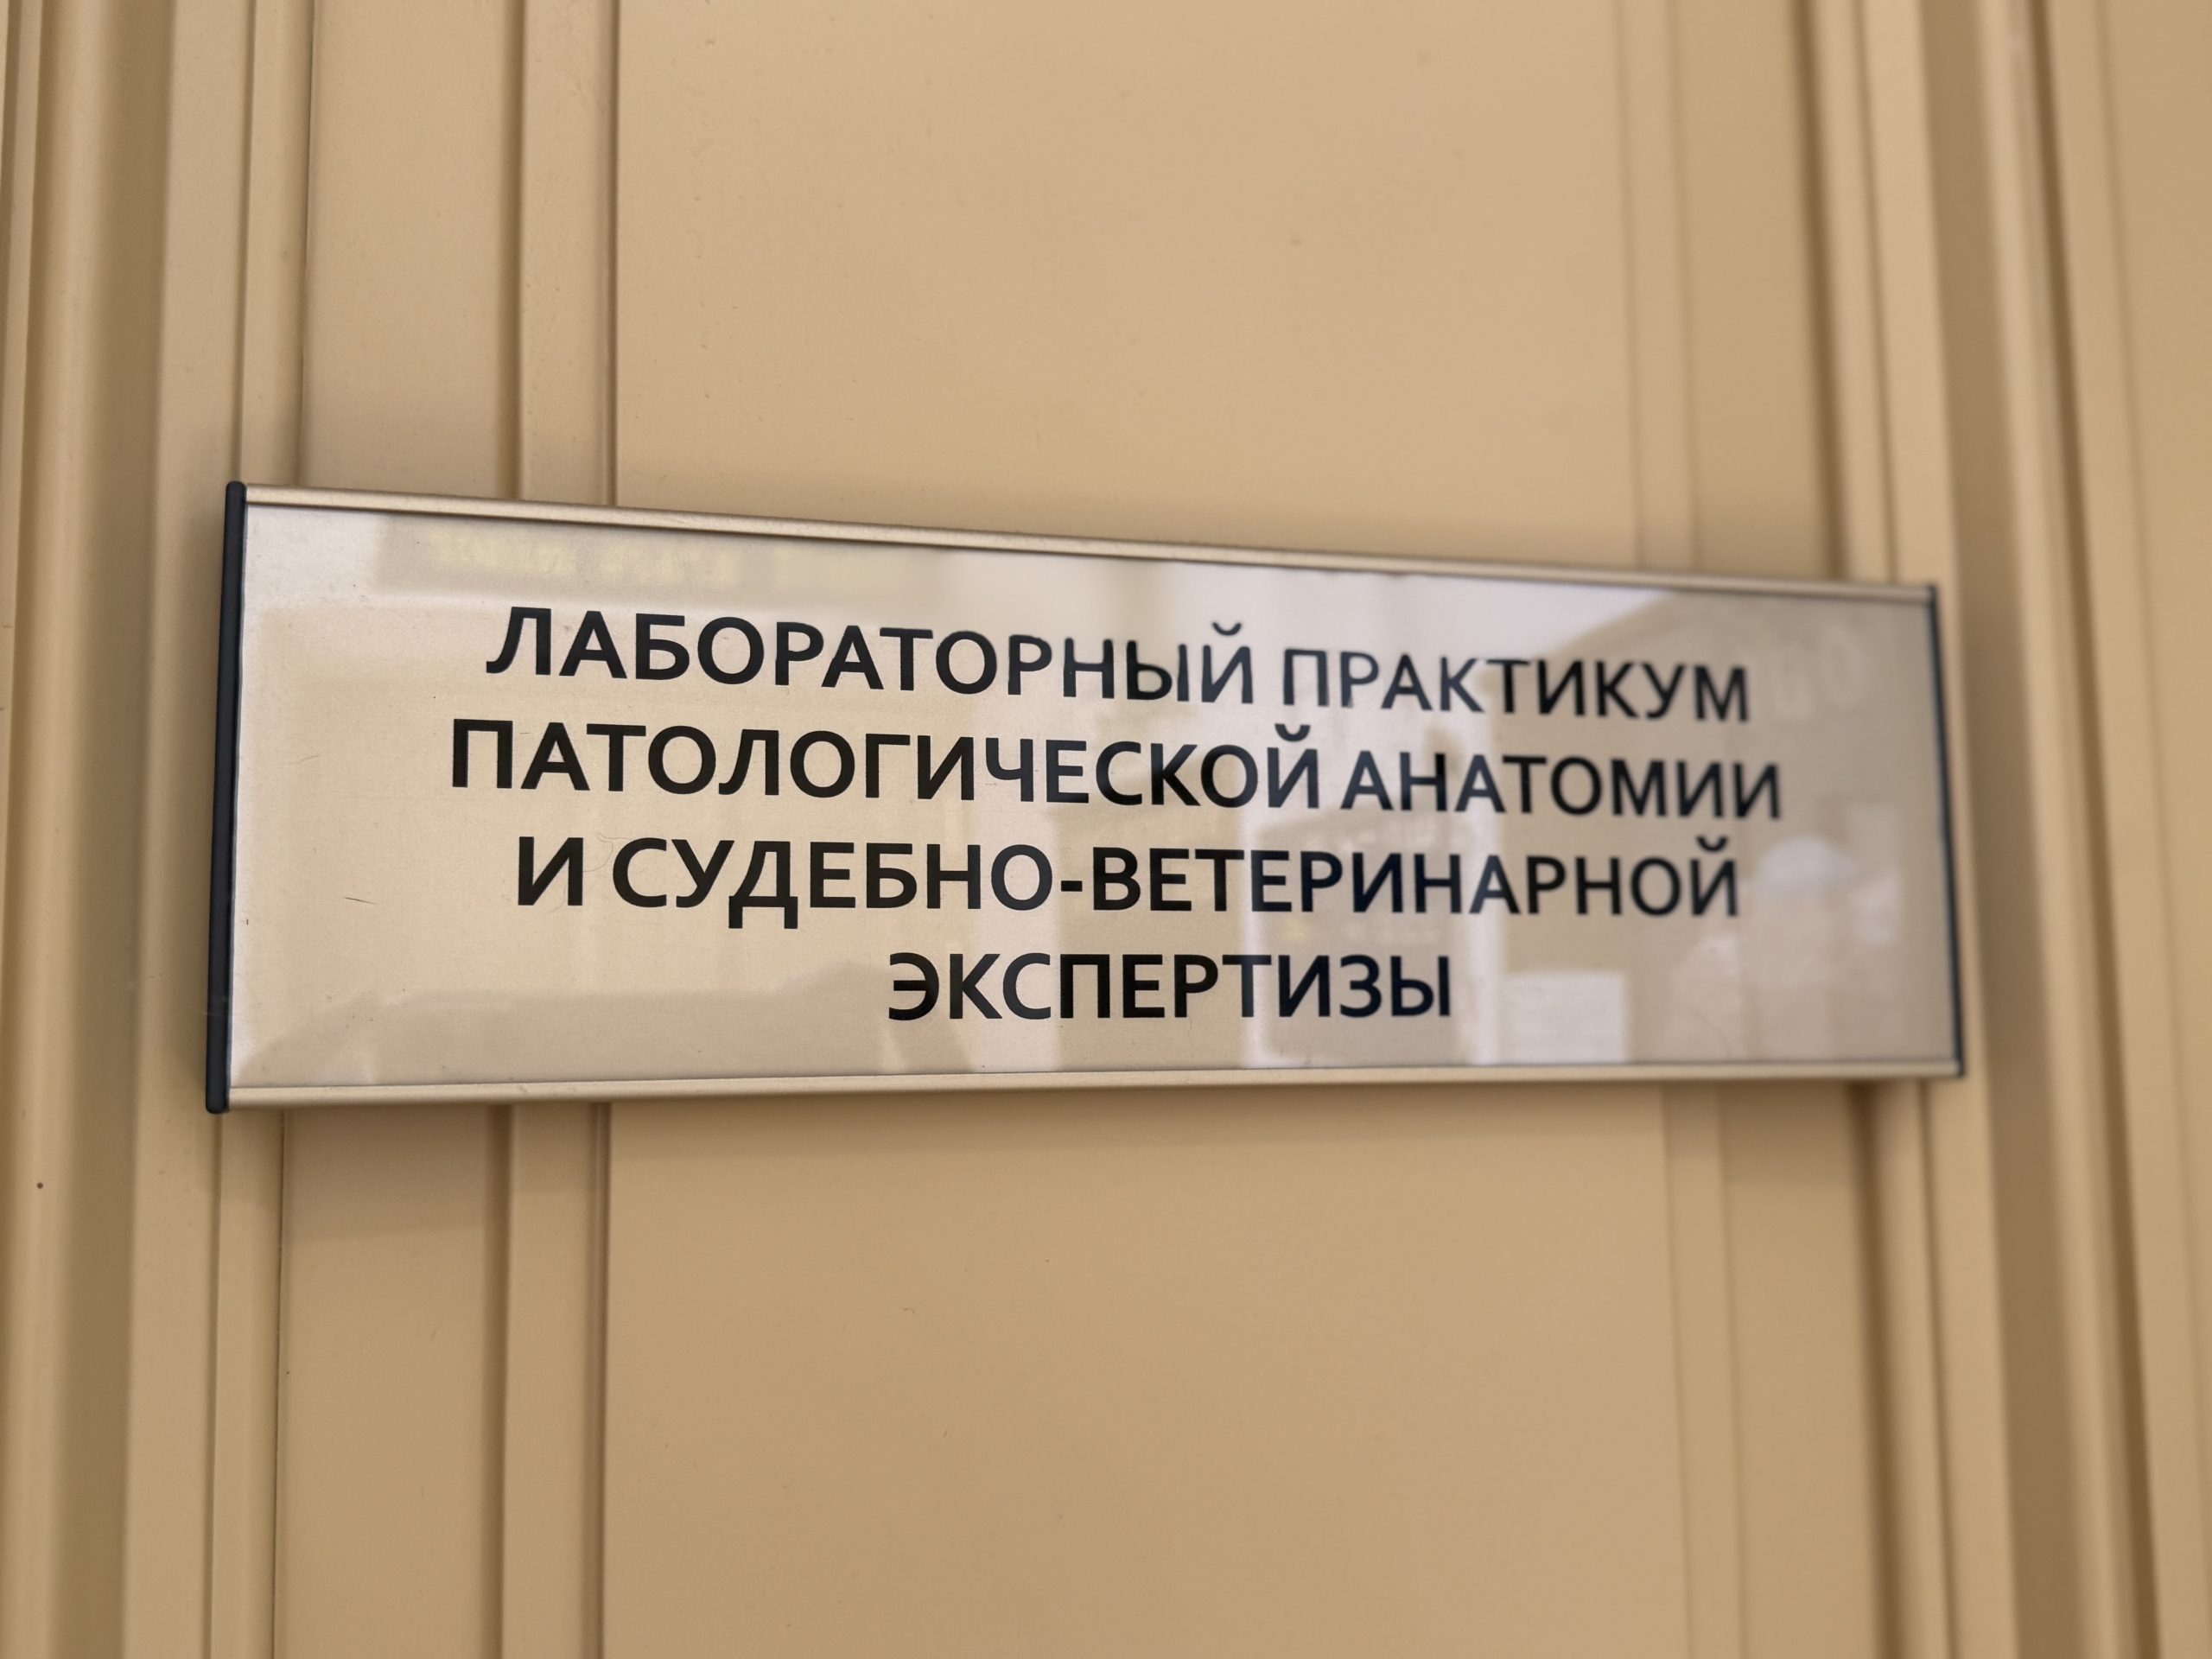 ЛАБОРАТОРНЫЙ ПРАКТИКУМ
ПАТОЛОГИЧЕСКОЙ АНАТОМИИ
И СУДЕБНО-ВЕТЕРИНАРНОЙ
ЭКСПЕРТИЗЫ